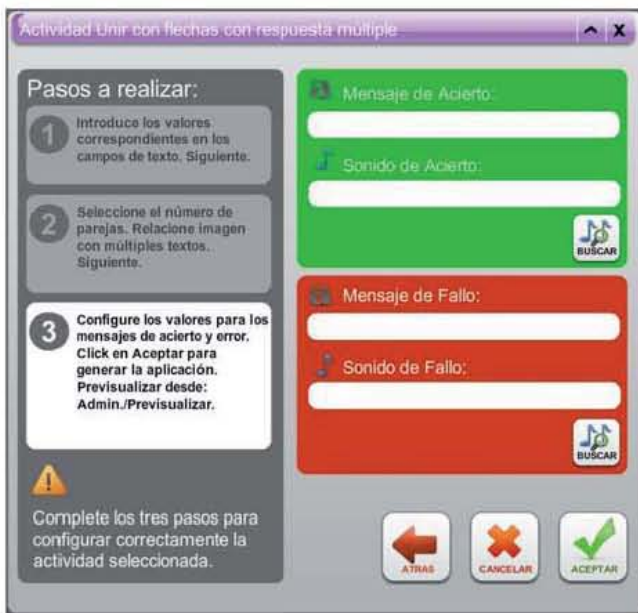 Actividad Unir con flechas con respuesta múltiple
X
Pasos a realizar:
1
Introduce los valores
correspondientes en los
campos de texto. Siguiente.
2
Seleccione el número de
parejas. Relacione imagen
con múltiples textos.
Siguiente.
3
Configure los valores para los
mensajes de acierto y error.
Click en Aceptar para
generar la aplicación.
Previsualizar desde:
Admin./Previsualizar.
!
Complete los tres pasos para
configurar correctamente la
actividad seleccionada.
Mensaje de Acierto:
Sonido de Acierto:
BUSCAR
Mensaje de Fallo:
Sonido de Fallo:
BUSCAR
ATRAS
CANCELAR
ACEPTAR